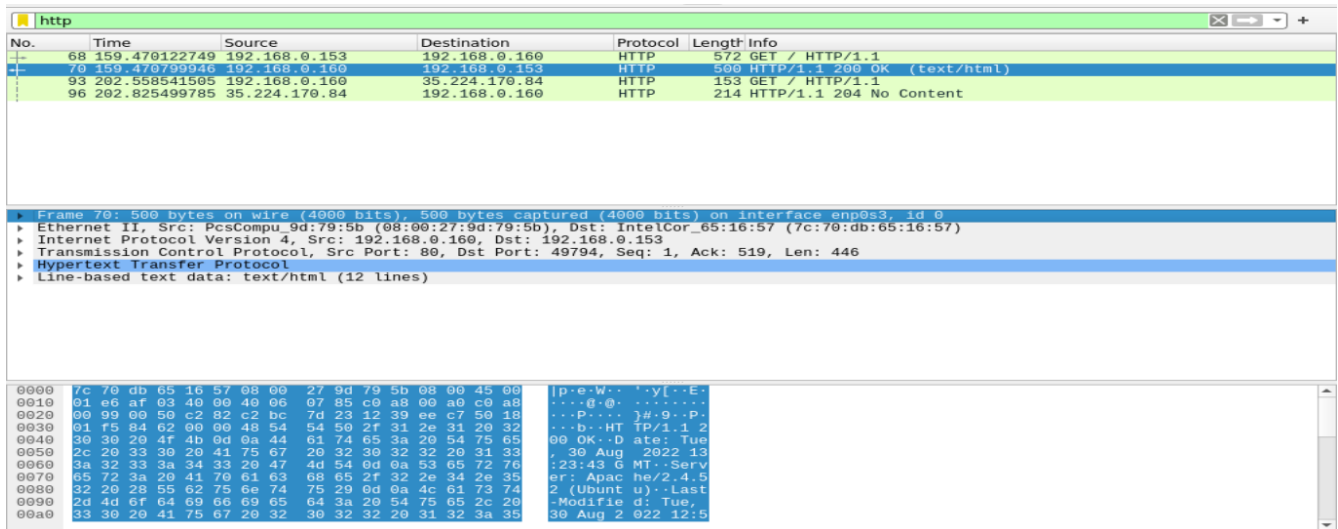 http
No. Time Source Destination Protocol Length Info
68 159.470122749 192.168.0.153 192.168.0.160 HTTP 572 GET / HTTP/1.1
70 159.470799946 192.168.0.160 192.168.0.153 HTTP 500 HTTP/1.1 200 OK (text/html)
93 202.558541505 192.168.0.160 35.224.170.84 HTTP 153 GET / HTTP/1.1
96 202.825499785 35.224.170.84 192.168.0.160 HTTP 214 HTTP/1.1 204 No Content
Frame 70: 500 bytes on wire (4000 bits), 500 bytes captured (4000 bits) on interface enp0s3, id 0
Ethernet II, Src: PcsCompu_9d:79:5b (08:00:27:9d:79:5b), Dst: IntelCor_65:16:57 (7c:70:db:65:16:57)
Internet Protocol Version 4, Src: 192.168.0.160, Dst: 192.168.0.153
Transmission Control Protocol, Src Port: 80, Dst Port: 49794, Seq: 1, Ack: 519, Len: 446
Hypertext Transfer Protocol
Line-based text data: text/html (12 lines)
0000 7c 70 db 65 16 57 08 00 27 9d 79 5b 08 00 45 00 |p·e·W·· '·y[··E·
0010 01 e6 af 03 40 00 40 06 07 85 c0 a8 00 a0 c0 a8 ····@·@· ········
0020 00 99 00 50 c2 82 c2 bc 7d 23 12 39 ee c7 50 18 ···P···· }#·9··P·
0030 01 f5 84 62 00 00 48 54 54 50 2f 31 2e 31 20 32 ···b··HT TP/1.1 2
0040 30 30 20 4f 4b 0d 0a 44 61 74 65 3a 20 54 75 65 00 OK··D ate: Tue
0050 2c 20 33 30 20 41 75 67 20 32 30 32 32 20 31 33 , 30 Aug 2022 13
0060 3a 32 33 3a 34 33 20 47 4d 54 0d 0a 53 65 72 76 :23:43 G MT··Serv
0070 65 72 3a 20 41 70 61 63 68 65 2f 32 2e 34 2e 35 er: Apac he/2.4.5
0080 32 20 28 55 62 75 6e 74 75 29 0d 0a 4c 61 73 74 2 (Ubunt u)··Last
0090 2d 4d 6f 64 69 66 69 65 64 3a 20 54 75 65 2c 20 -Modifie d: Tue,
00a0 33 30 20 41 75 67 20 32 30 32 32 20 31 32 3a 35 30 Aug 2 022 12:5